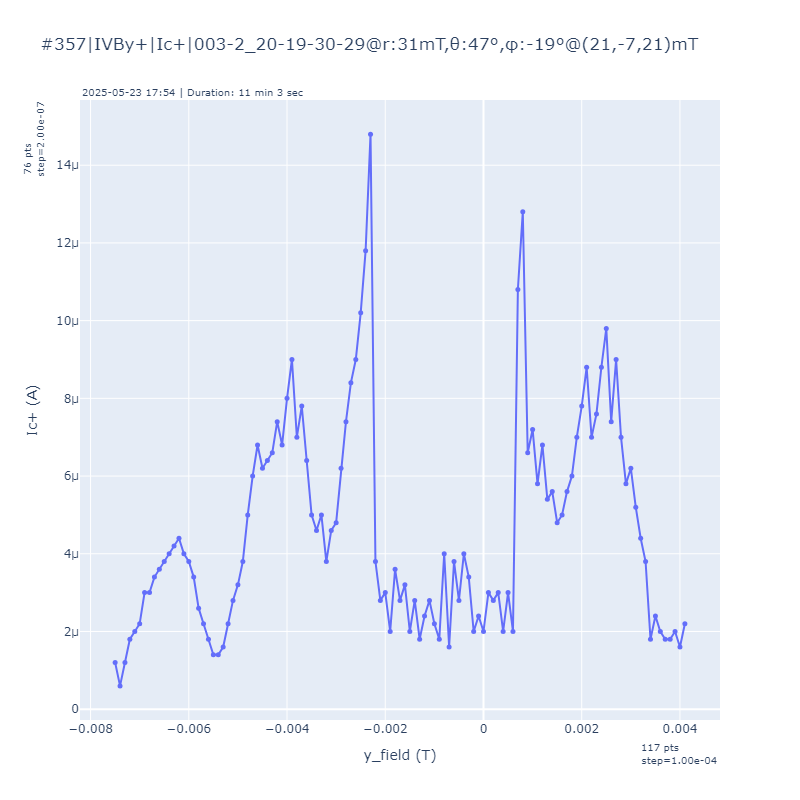 #357|IVBy+|Ic+|003-2_20-19-30-29@r:31mT,θ:47º,φ:-19º@(21,-7,21)mT
2025-05-23 17:54 | Duration: 11 min 3 sec
76 pts
step=2.00e-07
14μ
12μ
10μ
8μ
6μ
4μ
2μ
0
Ic+ (A)
−0.008
−0.006
−0.004
−0.002
0
0.002
0.004
y_field (T)
117 pts
step=1.00e-04